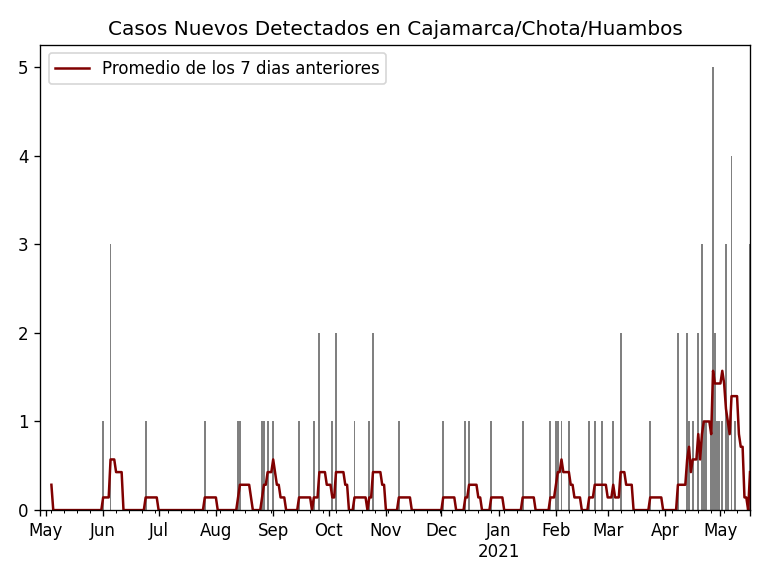 Casos Nuevos Detectados en Cajamarca/Chota/Huambos
Promedio de los 7 dias anteriores
5
4
3
2
1
0
May Jun Jul Aug Sep Oct Nov Dec Jan Feb Mar Apr May
2021